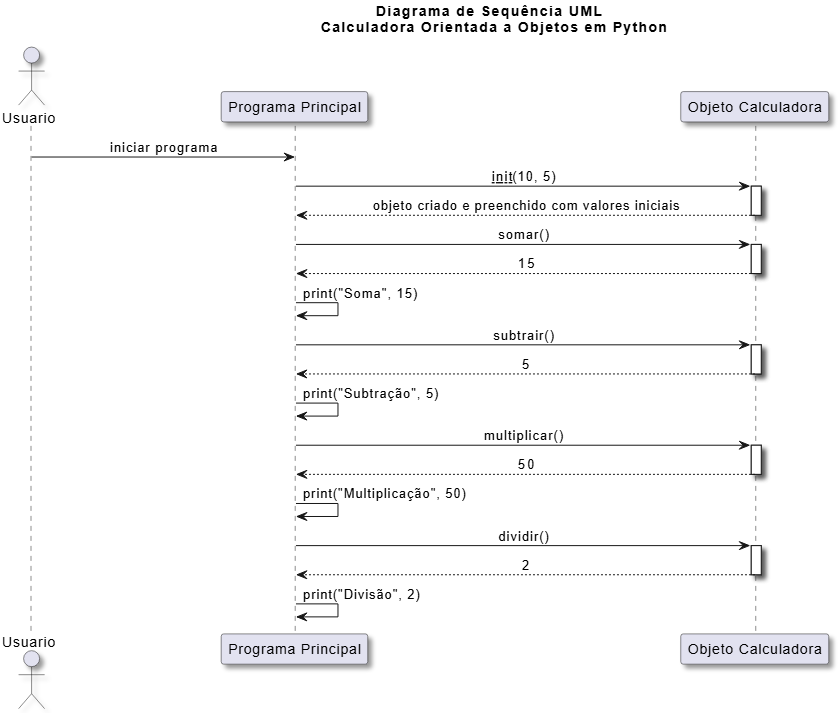 Diagrama de Sequência UML
Calculadora Orientada a Objetos em Python
Usuario
Programa Principal
Objeto Calculadora
iniciar programa
init(10, 5)
objeto criado e preenchido com valores iniciais
somar()
15
print("Soma", 15)
subtrair()
5
print("Subtração", 5)
multiplicar()
50
print("Multiplicação", 50)
dividir()
2
print("Divisão", 2)
Usuario
Programa Principal
Objeto Calculadora